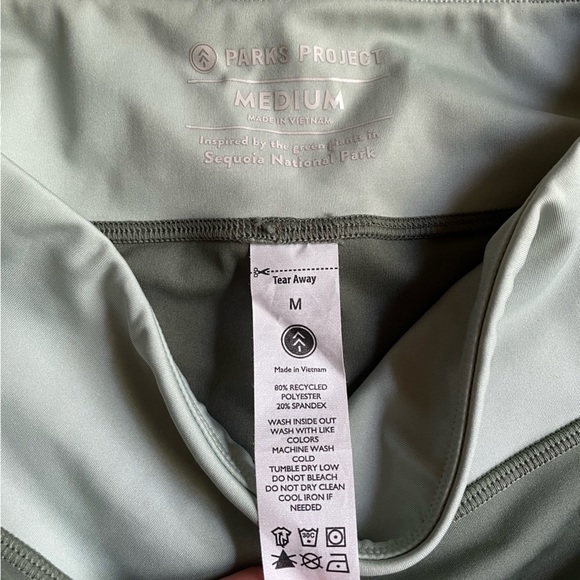 PARKS PROJECT
MEDIUM
MADE IN VIETNAM
Inspired by the green giants in
Sequoia National Park
Tear Away
M
Made in Vietnam
80% RECYCLED
POLYESTER
20% SPANDEX
WASH INSIDE OUT
WASH WITH LIKE
COLORS
MACHINE WASH
COLD
TUMBLE DRY LOW
DO NOT BLEACH
DO NOT DRY CLEAN
COOL IRON IF
NEEDED